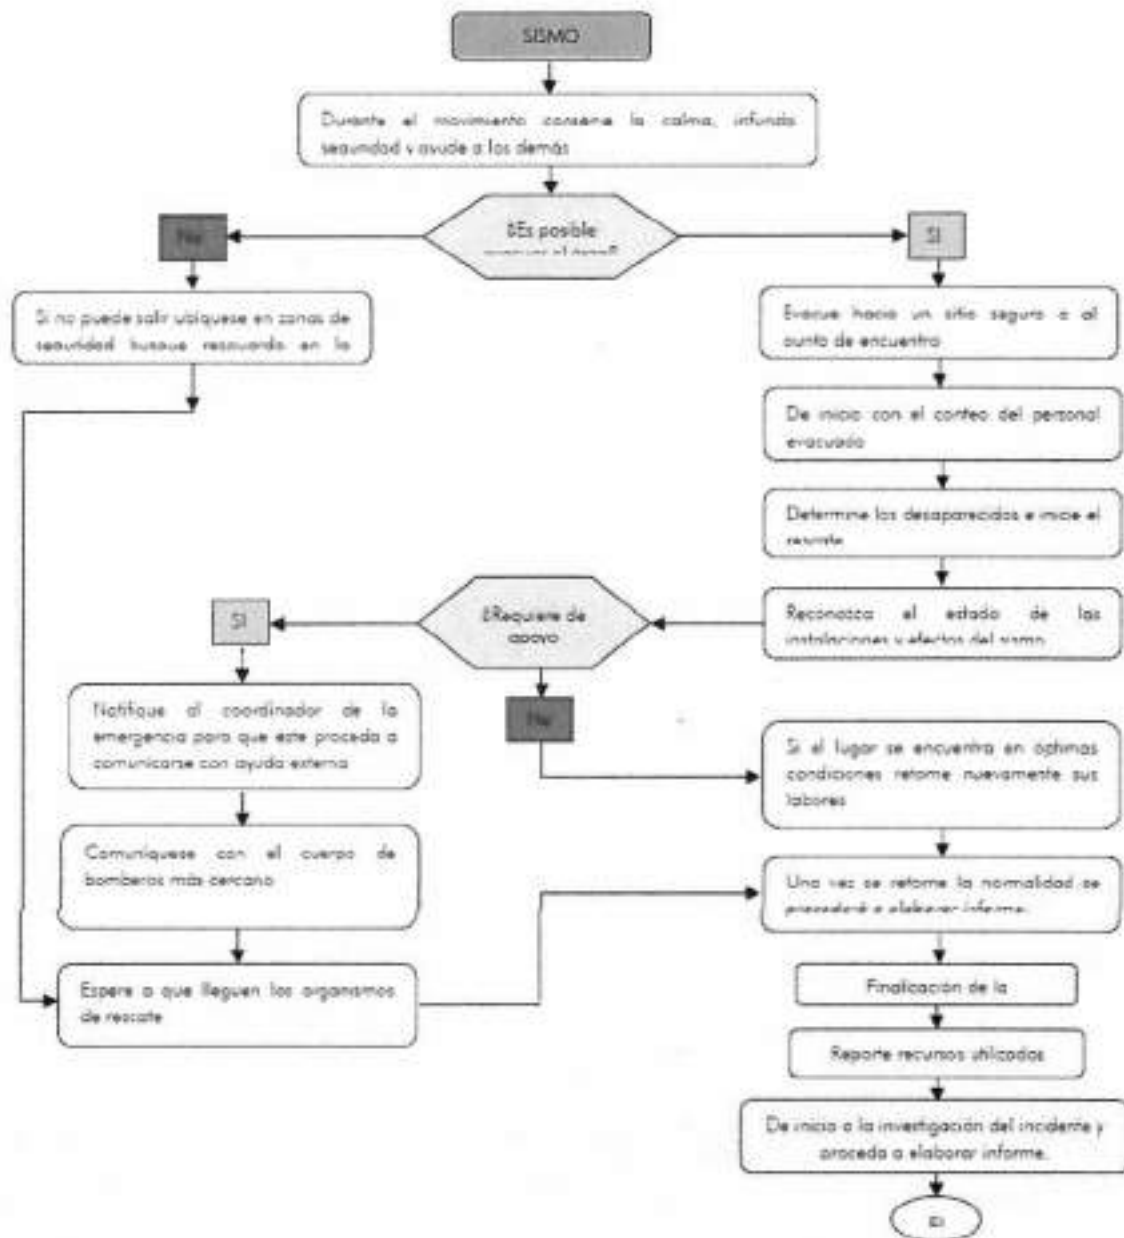 SISMO
Durante el movimiento conserve la calma, infunda
seguridad y ayude a los demás
¿Es posible
No
SI
Si no puede salir ubíquese en zonas de
seguridad busque resguardo en la
Evacue hacia un sitio seguro o al
punto de encuentro
De inicio con el conteo del personal
evacuado
Determine los desaparecidos e inicie el
rescate
Reconozca el estado de las
instalaciones y efectos del sismo
¿Requiere de
apoyo
SI
No
Notifique al coordinador de la
emergencia para que este proceda a
comunicarse con ayuda externa
Comuníquese con el cuerpo de
bomberos más cercano
Espere a que lleguen los organismos
de rescate
Si el lugar se encuentra en óptimas
condiciones retome nuevamente sus
labores
Una vez se retome la normalidad se
procederá a elaborar informe.
Finalización de la
Reporte recursos utilizados
De inicio a la investigación del incidente y
proceda a elaborar informe.